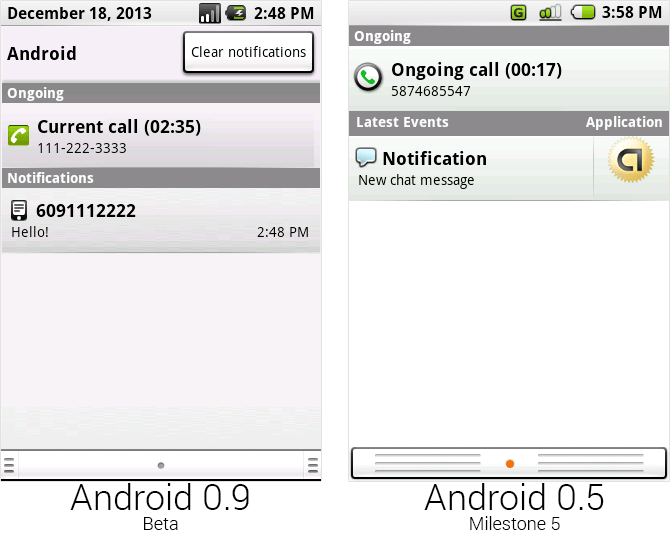 December 18, 2013 2:48 PM
Android Clear notifications
Ongoing
Current call (02:35)
111-222-3333
Notifications
6091112222
Hello! 2:48 PM
Android 0.9
Beta
G 3:58 PM
Ongoing
Ongoing call (00:17)
5874685547
Latest Events Application
Notification
New chat message
Android 0.5
Milestone 5